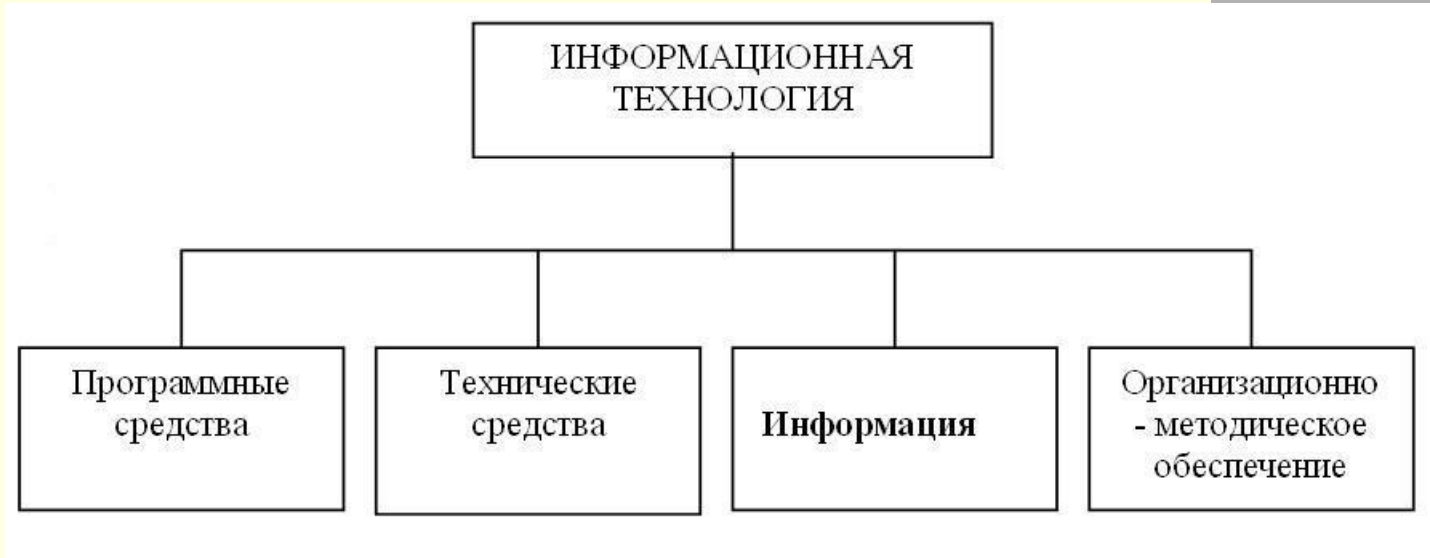 ИНФОРМАЦИОННАЯ
ТЕХНОЛОГИЯ
Программные
средства
Технические
средства
Информация
Организационно
- методическое
обеспечение